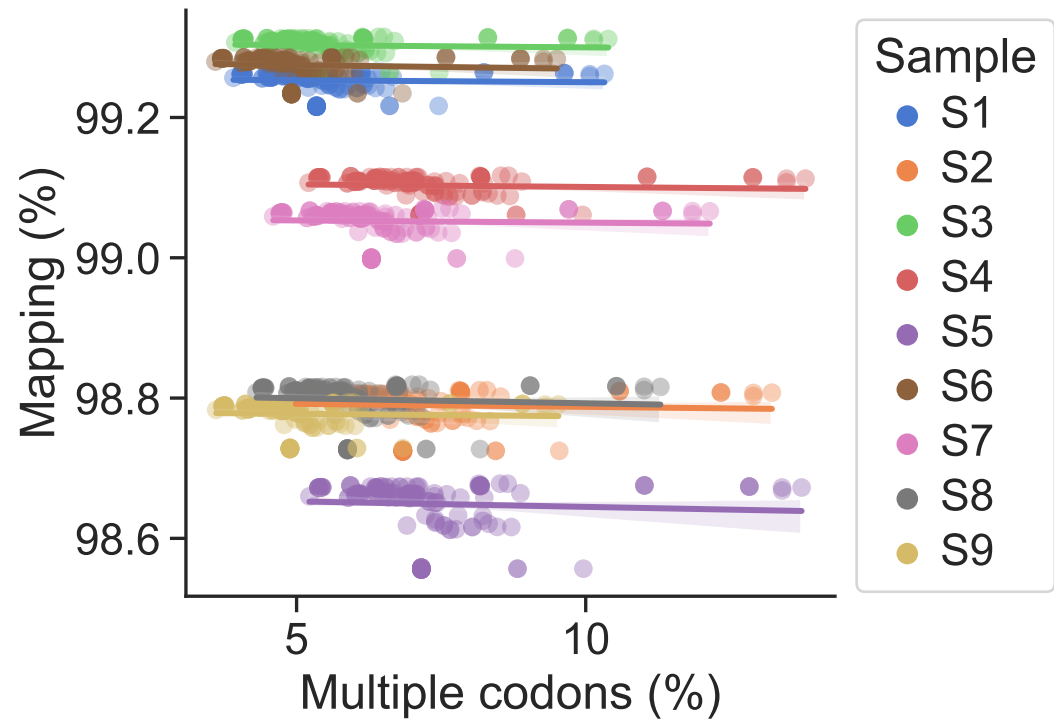 Mapping (%)
99.2
99.0
98.8
98.6
5
10
Multiple codons (%)
Sample
S1
S2
S3
S4
S5
S6
S7
S8
S9